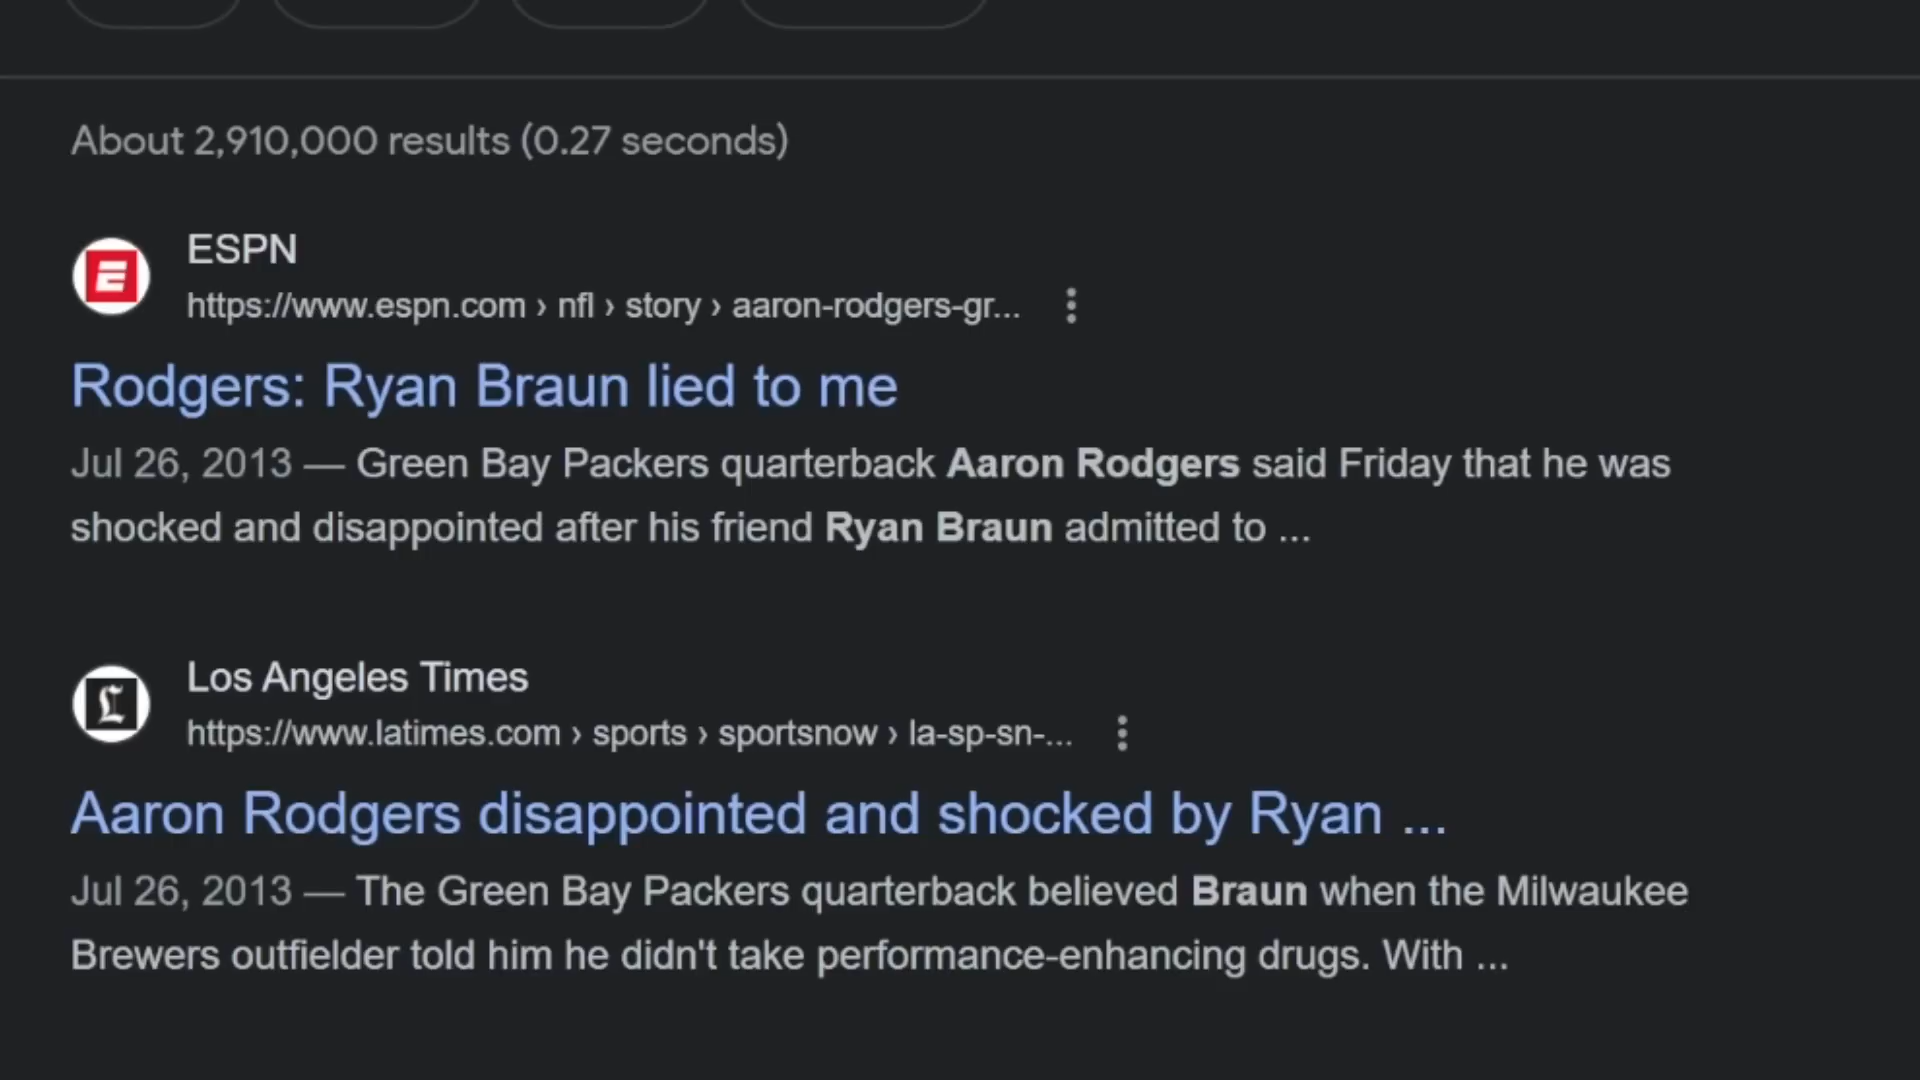 About 2,910,000 results (0.27 seconds)
ESPN
https://www.espn.com › nfl › story › aaron-rodgers-gr...
Rodgers: Ryan Braun lied to me
Jul 26, 2013 — Green Bay Packers quarterback Aaron Rodgers said Friday that he was
shocked and disappointed after his friend Ryan Braun admitted to ...
Los Angeles Times
https://www.latimes.com › sports › sportsnow › la-sp-sn-...
Aaron Rodgers disappointed and shocked by Ryan ...
Jul 26, 2013 — The Green Bay Packers quarterback believed Braun when the Milwaukee
Brewers outfielder told him he didn't take performance-enhancing drugs. With ...